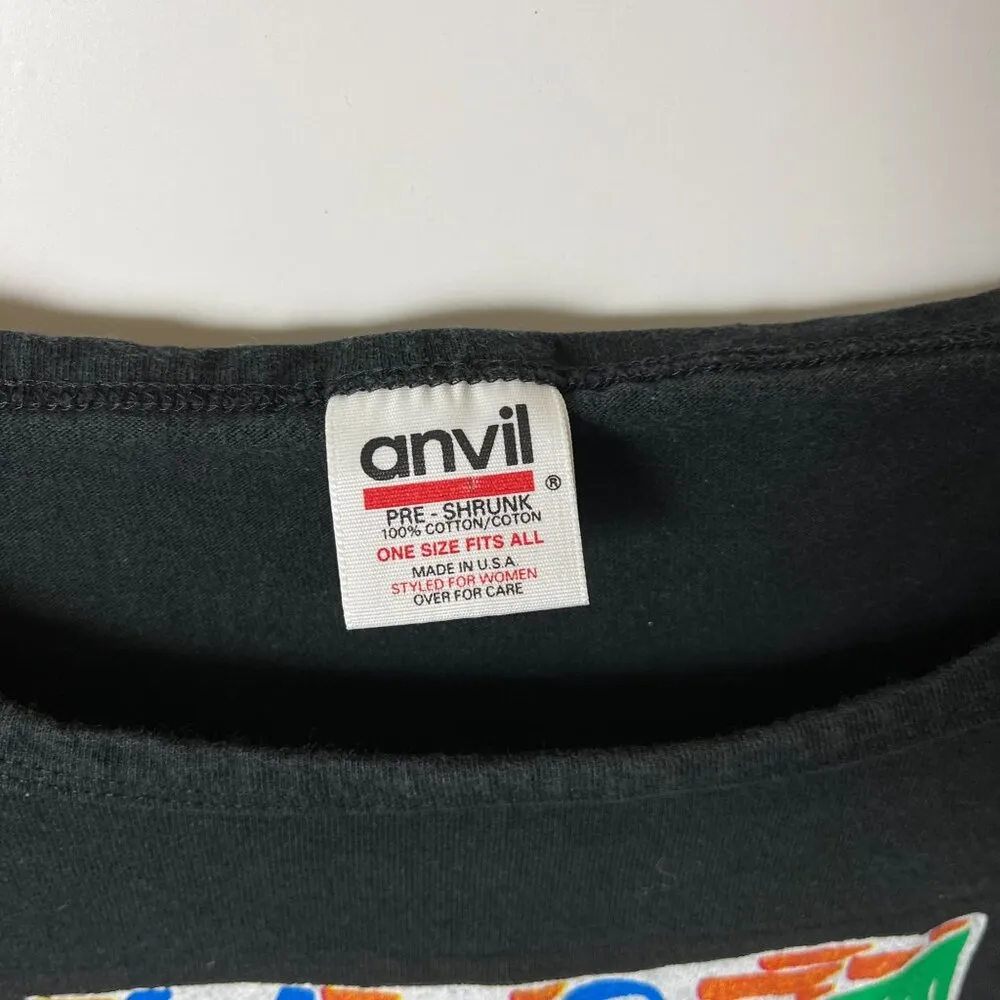 anvil
®
PRE - SHRUNK
100% COTTON/COTON
ONE SIZE FITS ALL
MADE IN U.S.A.
STYLED FOR WOMEN
OVER FOR CARE